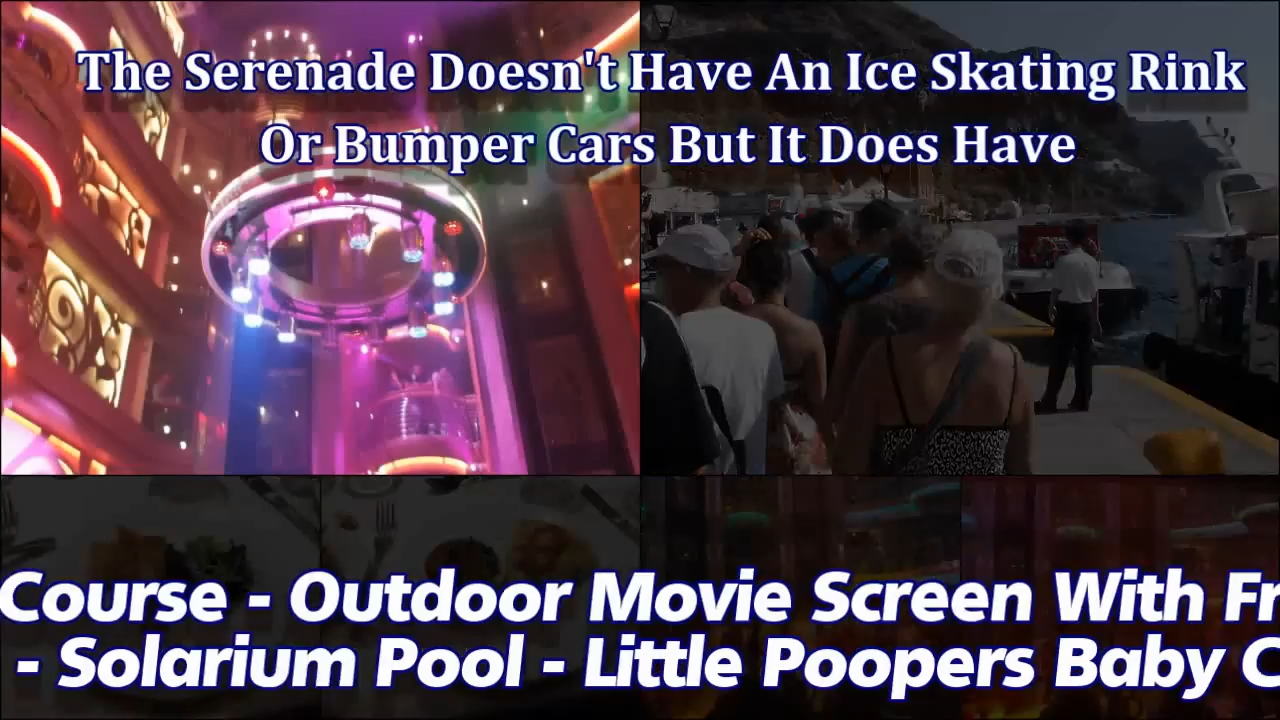 The Serenade Doesn't Have An Ice Skating Rink
Or Bumper Cars But It Does Have
Course - Outdoor Movie Screen With Fr
- Solarium Pool - Little Poopers Baby C